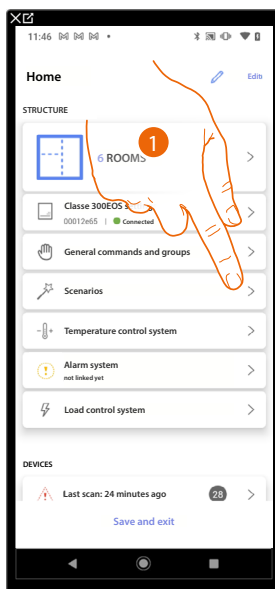 11:46
Home
Edit
STRUCTURE
6 ROOMS
1
Classe 300EOS
00012e65 | Connected
General commands and groups
Scenarios
Temperature control system
Alarm system
not linked yet
Load control system
DEVICES
Last scan: 24 minutes ago
28
Save and exit